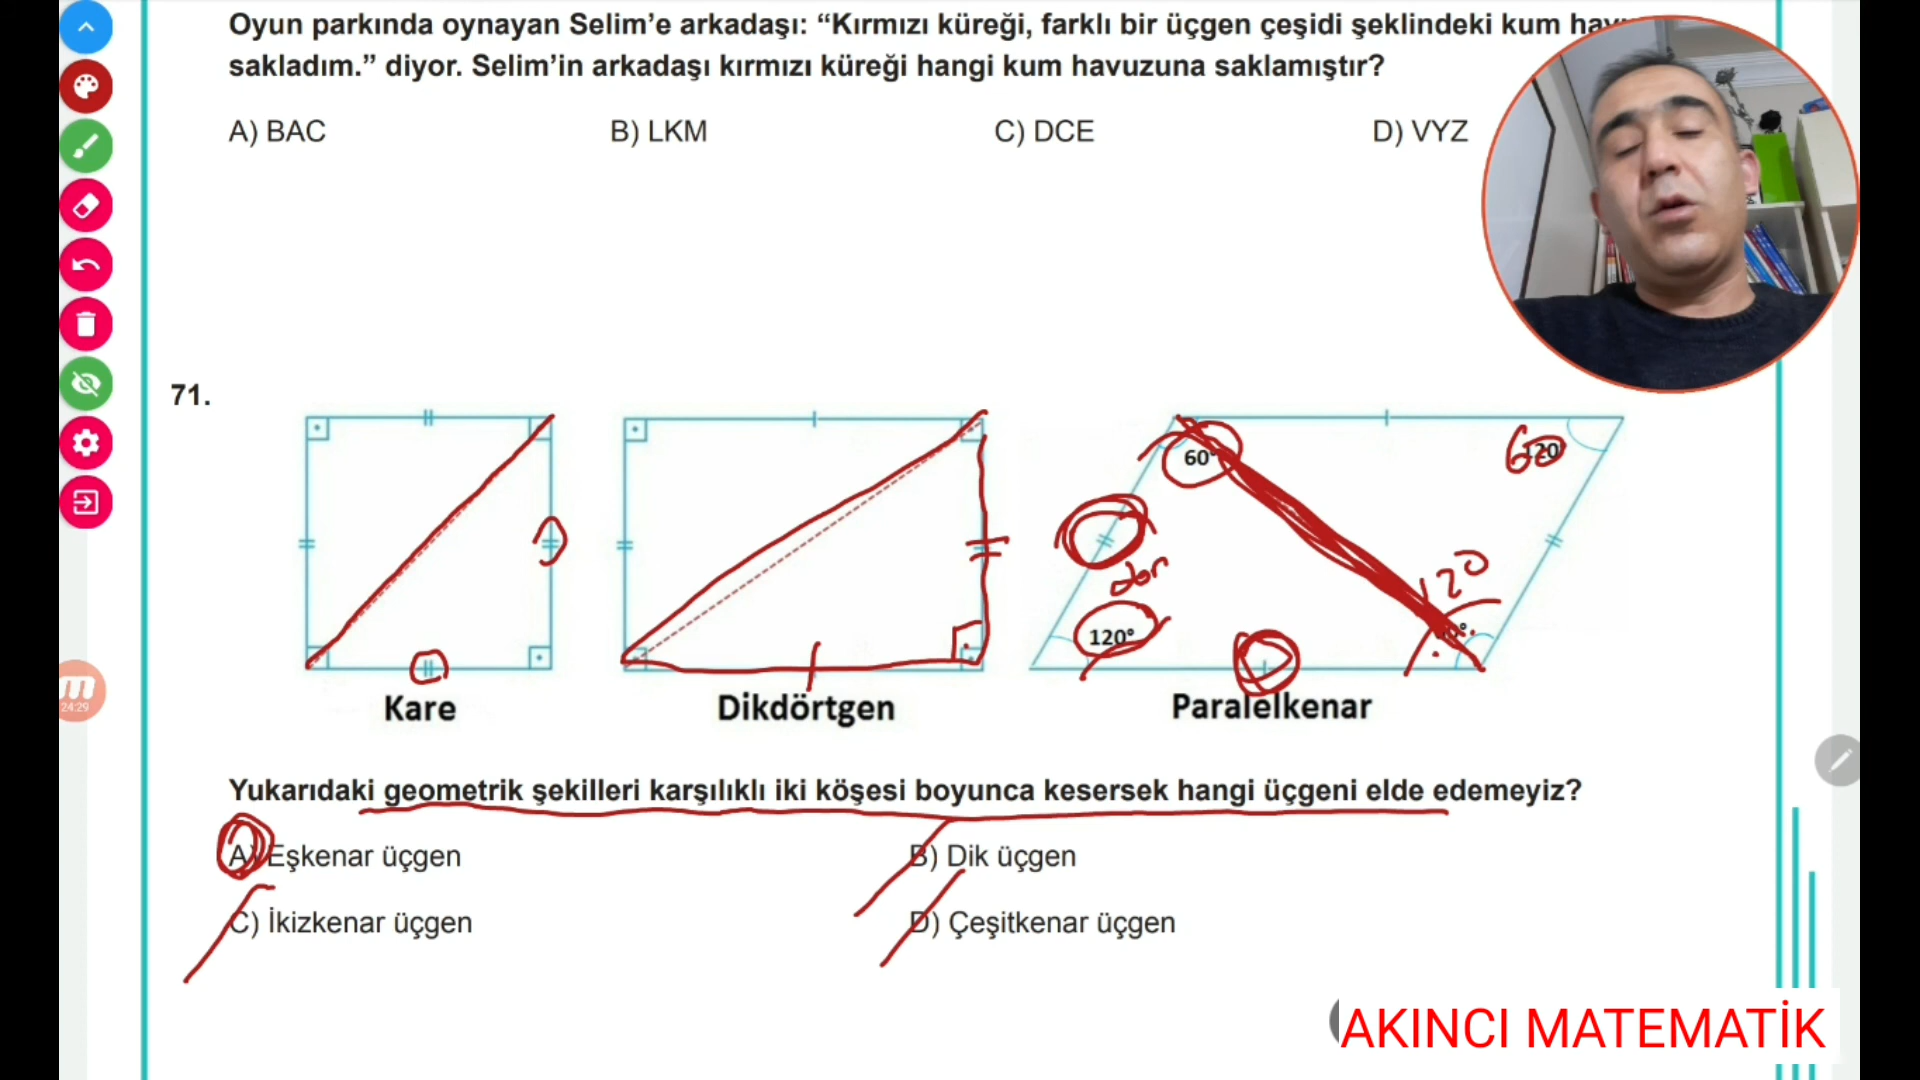 Oyun parkında oynayan Selim’e arkadaşı: “Kırmızı küreği, farklı bir üçgen çeşidi şeklindeki kum
sakladım.” diyor. Selim’in arkadaşı kırmızı küreği hangi kum havuzuna saklamıştır?
A) BAC B) LKM C) DCE D) VYZ
71.
60° 120 60
120
120°
Kare Dikdörtgen Paralelkenar
Yukarıdaki geometrik şekilleri karşılıklı iki köşesi boyunca kesersek hangi üçgeni elde edemeyiz?
A) Eşkenar üçgen B) Dik üçgen
C) İkizkenar üçgen D) Çeşitkenar üçgen
24:29
AKINCI MATEMATİK